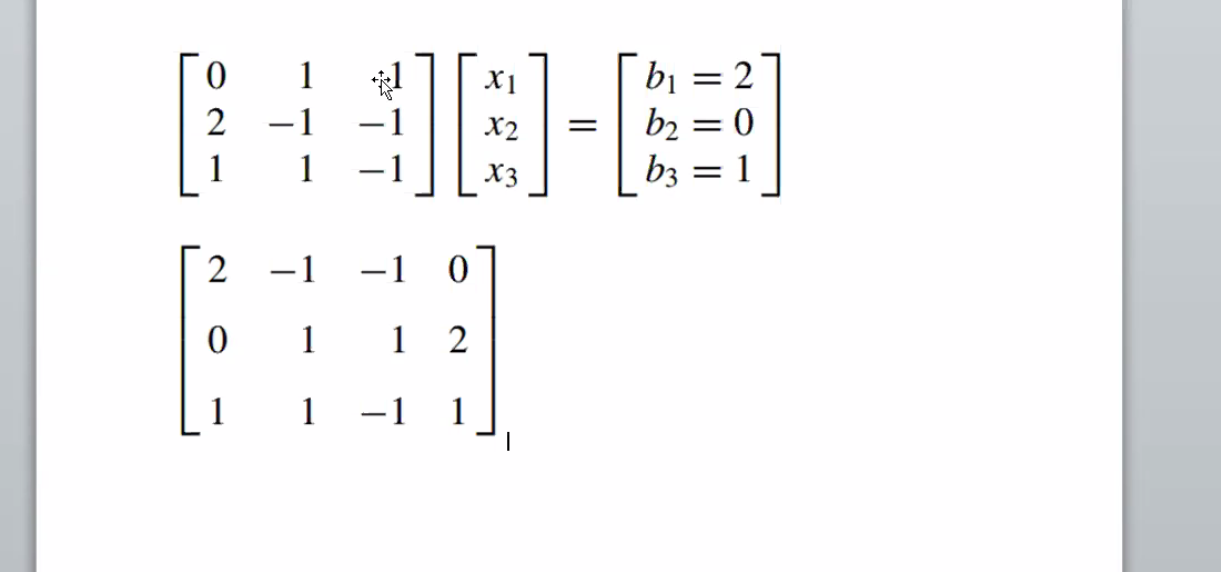 0 1 1 x1 b1 = 2
2 −1 −1 x2 = b2 = 0
1 1 −1 x3 b3 = 1
2 −1 −1 0
0 1 1 2
1 1 −1 1